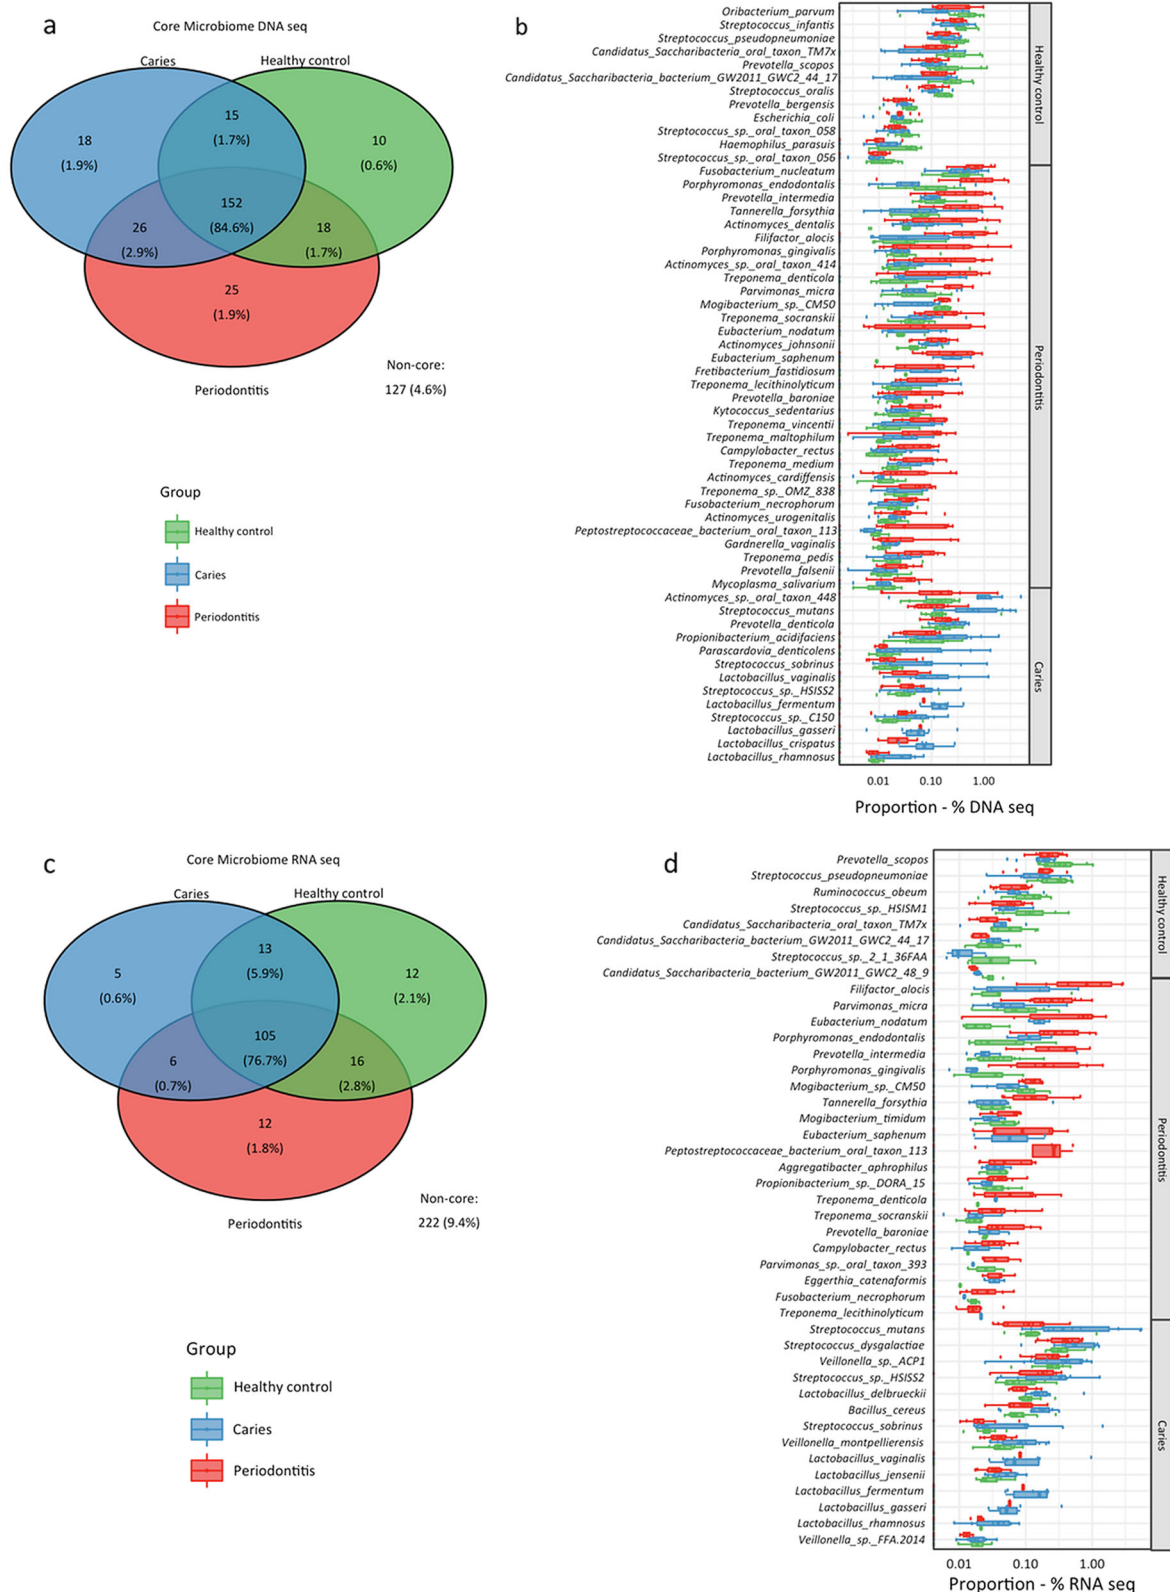 a
Core Microbiome DNA seq
Caries
Healthy control
15
(1.7%)
18
(1.9%)
10
(0.6%)
152
(84.6%)
26
(2.9%)
18
(1.7%)
25
(1.9%)
Periodontitis
Non-core:
127 (4.6%)
Group
Healthy control
Caries
Periodontitis
b
Oribacterium_parvum
Streptococcus_infantis
Streptococcus_pseudopneumoniae
Candidatus_Saccharibacteria_oral_taxon_TM7x
Prevotella_scopos
Candidatus_Saccharibacteria_bacterium_GW2011_GWC2_44_17
Streptococcus_oralis
Prevotella_bergensis
Escherichia_coli
Streptococcus_sp._oral_taxon_058
Haemophilus_parasuis
Streptococcus_sp._oral_taxon_056
Fusobacterium_nucleatum
Porphyromonas_endodontalis
Prevotella_intermedia
Tannerella_forsythia
Actinomyces_dentalis
Filifactor_alocis
Porphyromonas_gingivalis
Actinomyces_sp._oral_taxon_414
Treponema_denticola
Parvimonas_micra
Mogibacterium_sp._CM50
Treponema_socranskii
Eubacterium_nodatum
Actinomyces_johnsonii
Eubacterium_saphenum
Fretibacterium_fastidiosum
Treponema_lecithinolyticum
Prevotella_baroniae
Kytococcus_sedentarius
Treponema_vincentii
Treponema_maltophilum
Campylobacter_rectus
Treponema_medium
Actinomyces_cardiffensis
Treponema_sp._OMZ_838
Fusobacterium_necrophorum
Actinomyces_urogenitalis
Peptostreptococcaceae_bacterium_oral_taxon_113
Gardnerella_vaginalis
Treponema_pedis
Prevotella_falsenii
Mycoplasma_salivarium
Actinomyces_sp._oral_taxon_448
Streptococcus_mutans
Prevotella_denticola
Propionibacterium_acidifaciens
Parascardovia_denticolens
Streptococcus_sobrinus
Lactobacillus_vaginalis
Streptococcus_sp._HSISS2
Lactobacillus_fermentum
Streptococcus_sp._C150
Lactobacillus_gasseri
Lactobacillus_crispatus
Lactobacillus_rhamnosus
Healthy control
Periodontitis
Caries
0.01 0.10 1.00
Proportion - % DNA seq
c
Core Microbiome RNA seq
Caries
Healthy control
13
(5.9%)
5
(0.6%)
12
(2.1%)
105
(76.7%)
6
(0.7%)
16
(2.8%)
12
(1.8%)
Periodontitis
Non-core:
222 (9.4%)
Group
Healthy control
Caries
Periodontitis
d
Prevotella_scopos
Streptococcus_pseudopneumoniae
Ruminococcus_obeum
Streptococcus_sp._HSISM1
Candidatus_Saccharibacteria_oral_taxon_TM7x
Candidatus_Saccharibacteria_bacterium_GW2011_GWC2_44_17
Streptococcus_sp._2_1_36FAA
Candidatus_Saccharibacteria_bacterium_GW2011_GWC2_48_9
Filifactor_alocis
Parvimonas_micra
Eubacterium_nodatum
Porphyromonas_endodontalis
Prevotella_intermedia
Porphyromonas_gingivalis
Mogibacterium_sp._CM50
Tannerella_forsythia
Mogibacterium_timidum
Eubacterium_saphenum
Peptostreptococcaceae_bacterium_oral_taxon_113
Aggregatibacter_aphrophilus
Propionibacterium_sp._DORA_15
Treponema_denticola
Treponema_socranskii
Prevotella_baroniae
Campylobacter_rectus
Parvimonas_sp._oral_taxon_393
Eggerthia_catenaformis
Fusobacterium_necrophorum
Treponema_lecithinolyticum
Streptococcus_mutans
Streptococcus_dysgalactiae
Veillonella_sp._ACP1
Streptococcus_sp._HSISS2
Lactobacillus_delbrueckii
Bacillus_cereus
Streptococcus_sobrinus
Veillonella_montpellierensis
Lactobacillus_vaginalis
Lactobacillus_jensenii
Lactobacillus_fermentum
Lactobacillus_gasseri
Lactobacillus_rhamnosus
Veillonella_sp._FFA.2014
Healthy control
Periodontitis
Caries
0.01 0.10 1.00
Proportion - % RNA seq